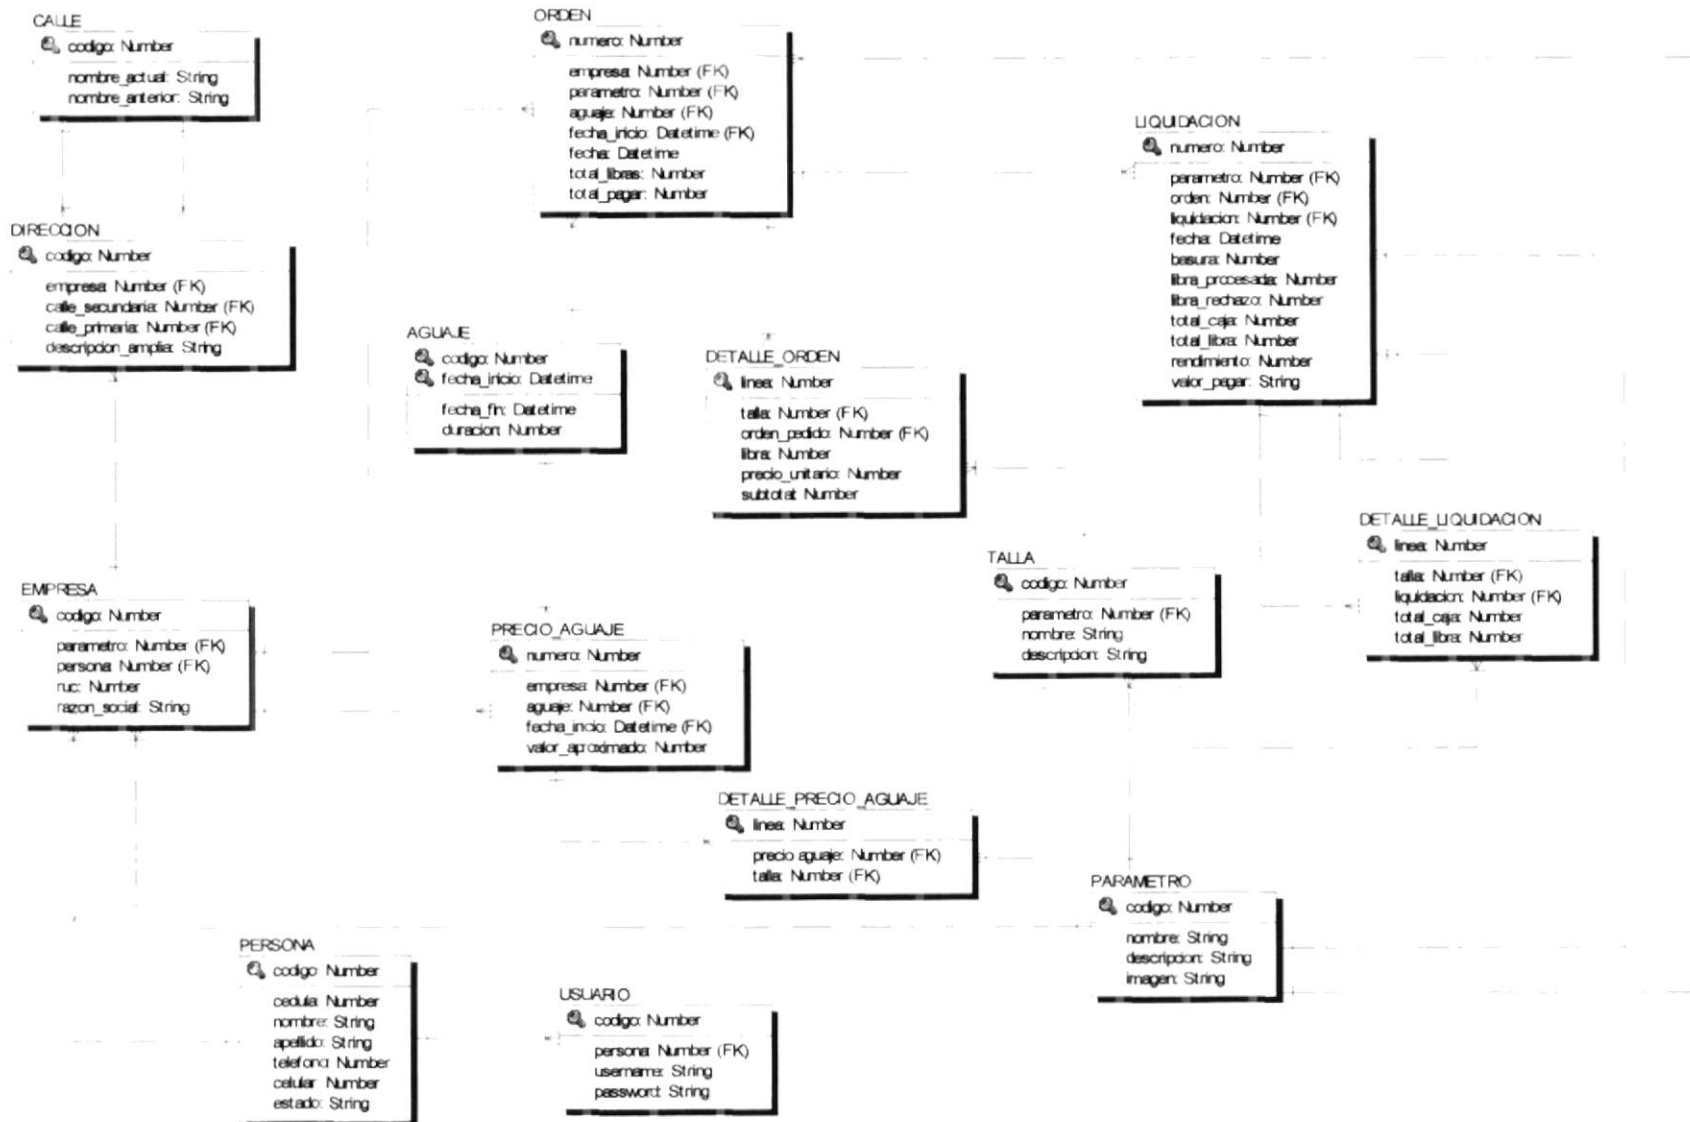 CALLE
codigo: Number
nombre_actual: String
nombre_anterior: String
ORDEN
numero: Number
empresa: Number (FK)
parametro: Number (FK)
aguaje: Number (FK)
fecha_inicio: Datetime (FK)
fecha: Datetime
total_libras: Number
total_pagar: Number
LIQUIDACION
numero: Number
parametro: Number (FK)
orden: Number (FK)
liquidacion: Number (FK)
fecha: Datetime
basura: Number
libra_procesada: Number
libra_rechazo: Number
total_caja: Number
total_libra: Number
rendimiento: Number
valor_pagar: String
DIRECCION
codigo: Number
empresa: Number (FK)
calle_secundaria: Number (FK)
calle_primaria: Number (FK)
descripcion_amplia: String
AGUAJE
codigo: Number
fecha_inicio: Datetime
fecha_fin: Datetime
duracion: Number
DETALLE_ORDEN
linea: Number
talla: Number (FK)
orden_pedido: Number (FK)
libra: Number
precio_unitario: Number
subtotal: Number
DETALLE_LIQUIDACION
linea: Number
talla: Number (FK)
liquidacion: Number (FK)
total_caja: Number
total_libra: Number
TALLA
codigo: Number
parametro: Number (FK)
nombre: String
descripcion: String
EMPRESA
codigo: Number
parametro: Number (FK)
persona: Number (FK)
ruc: Number
razon_social: String
PRECIO_AGUAJE
numero: Number
empresa: Number (FK)
aguaje: Number (FK)
fecha_incio: Datetime (FK)
valor_aproximado: Number
DETALLE_PRECIO_AGUAJE
linea: Number
precio aguaje: Number (FK)
talla: Number (FK)
PARAMETRO
codigo: Number
nombre: String
descripcion: String
imagen: String
PERSONA
codigo: Number
cedula: Number
nombre: String
apellido: String
telefono: Number
celular: Number
estado: String
USUARIO
codigo: Number
persona: Number (FK)
username: String
password: String